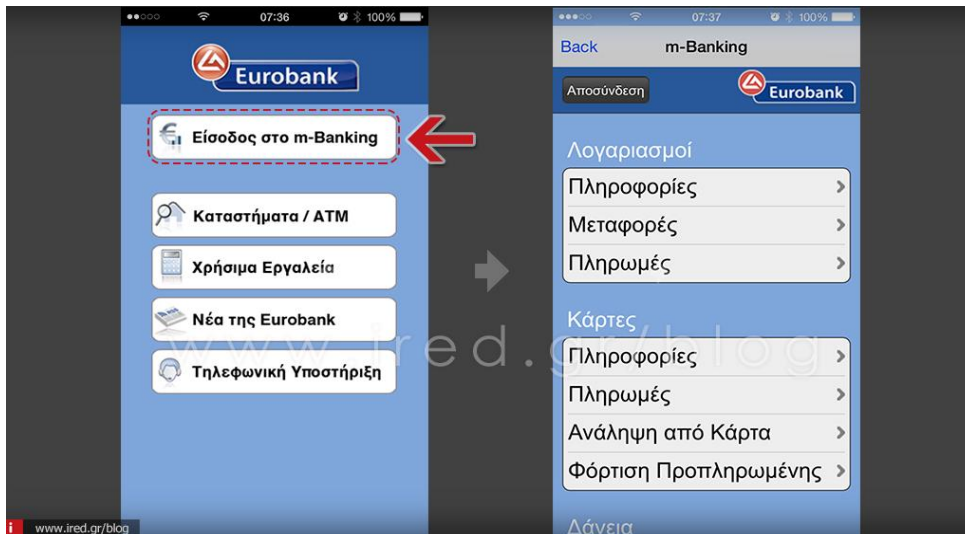 07:36
100%
Eurobank
Είσοδος στο m-Banking
Καταστήματα / ATM
Χρήσιμα Εργαλεία
Νέα της Eurobank
Τηλεφωνική Υποστήριξη
07:37
100%
Back
m-Banking
Αποσύνδεση
Eurobank
Λογαριασμοί
Πληροφορίες
Μεταφορές
Πληρωμές
Κάρτες
Πληροφορίες
Πληρωμές
Ανάληψη από Κάρτα
Φόρτιση Προπληρωμένης
Δάνεια
www.ired.gr/blog
i www.ired.gr/blog